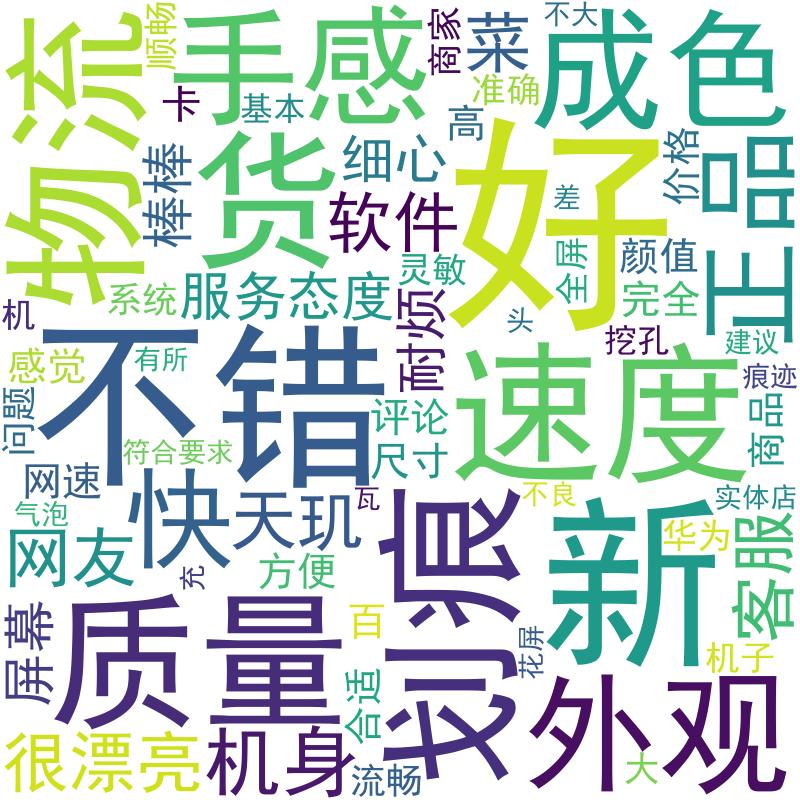 物流
顺畅
手感
商家
菜
不大
成色
卡
基本
准确
高
棒棒
货
细心
好
差
价格
正品
软件
服务态度
灵敏
全屏
颜值
系统
完全
机
耐烦
头
挖孔
建议
不错
感觉
有所
速度
痕迹
问题
评论
商品
符合要求
尺寸
网速
快
天玑
瓦
不良
实体店
气泡
划痕
新
华为
客服
网友
方便
充
屏幕
质量
百
花屏
机子
合适
外观
很漂亮
机身
流畅
大